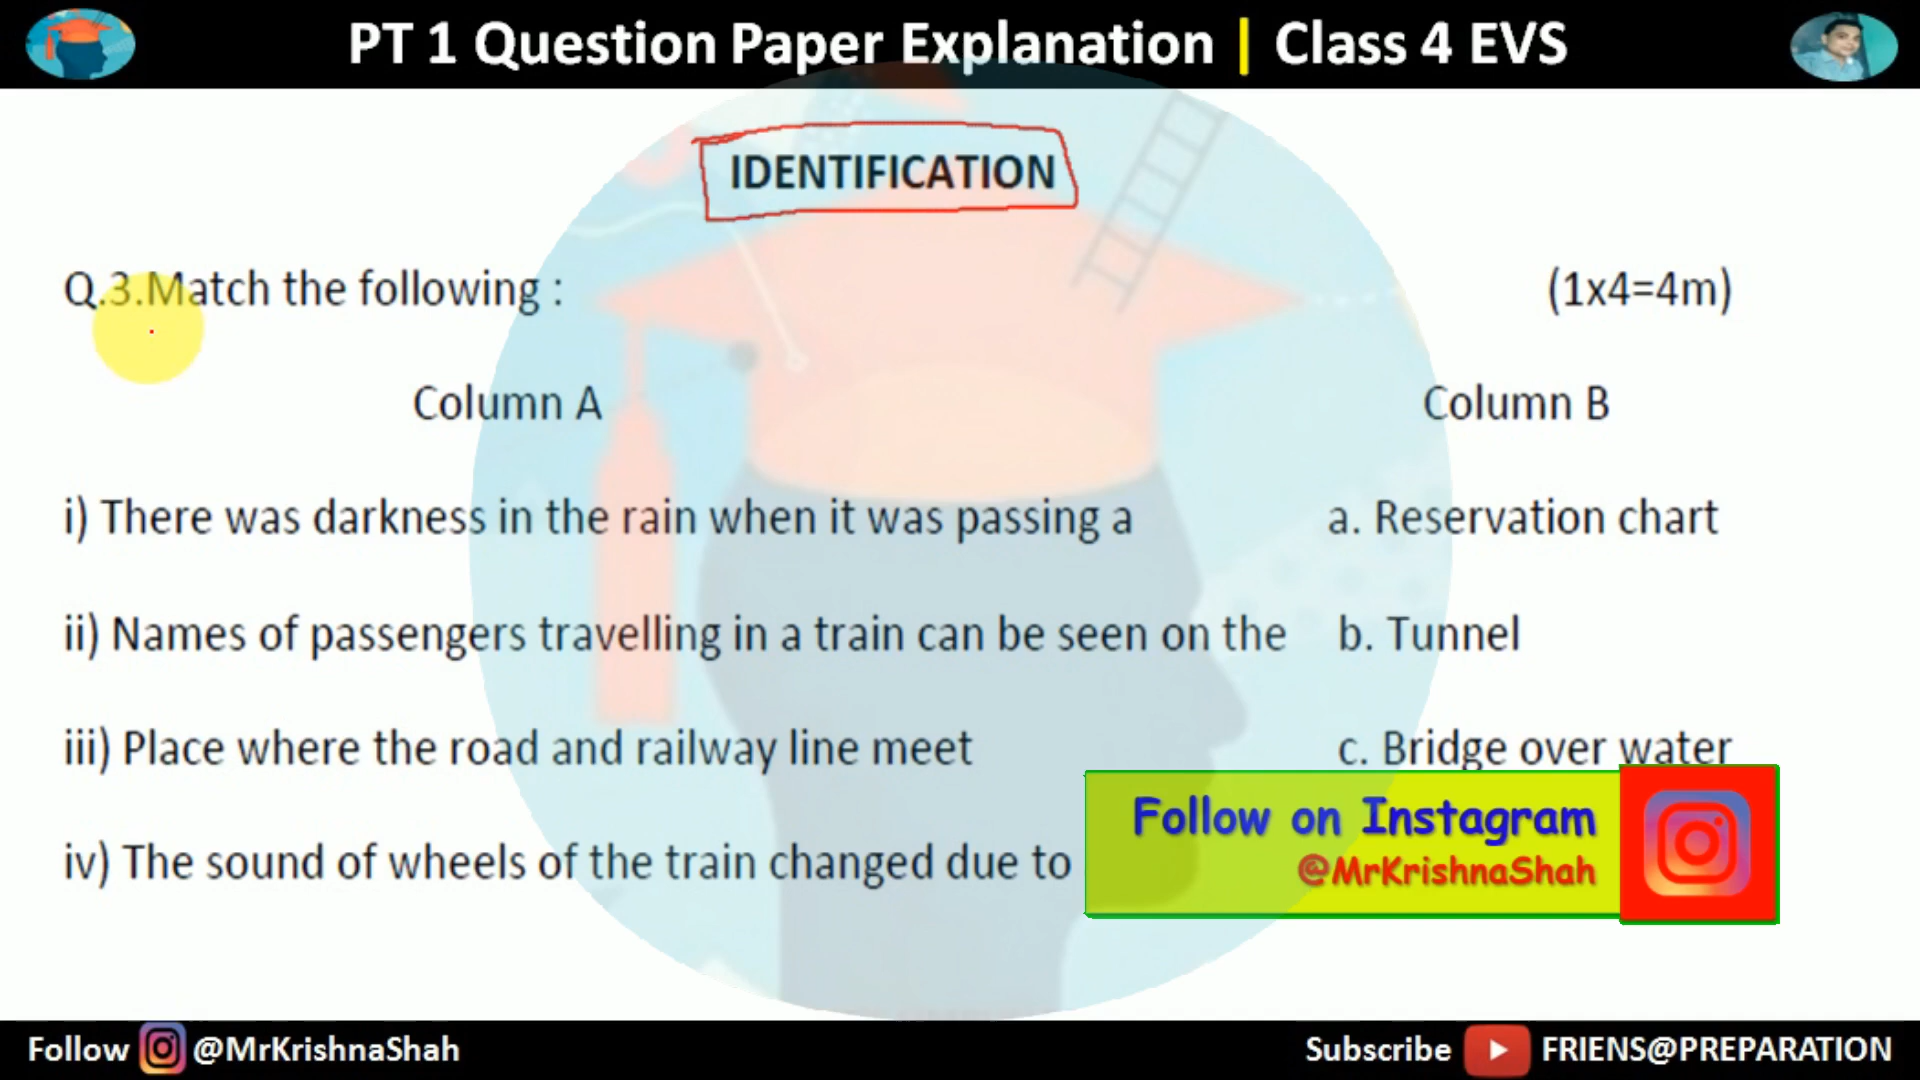 PT 1 Question Paper Explanation | Class 4 EVS
IDENTIFICATION
Q.3.Match the following : (1x4=4m)
Column A Column B
i) There was darkness in the rain when it was passing a a. Reservation chart
ii) Names of passengers travelling in a train can be seen on the b. Tunnel
iii) Place where the road and railway line meet c. Bridge over water
iv) The sound of wheels of the train changed due to
Follow on Instagram
@MrKrishnaShah
Follow @MrKrishnaShah Subscribe FRIENS@PREPARATION